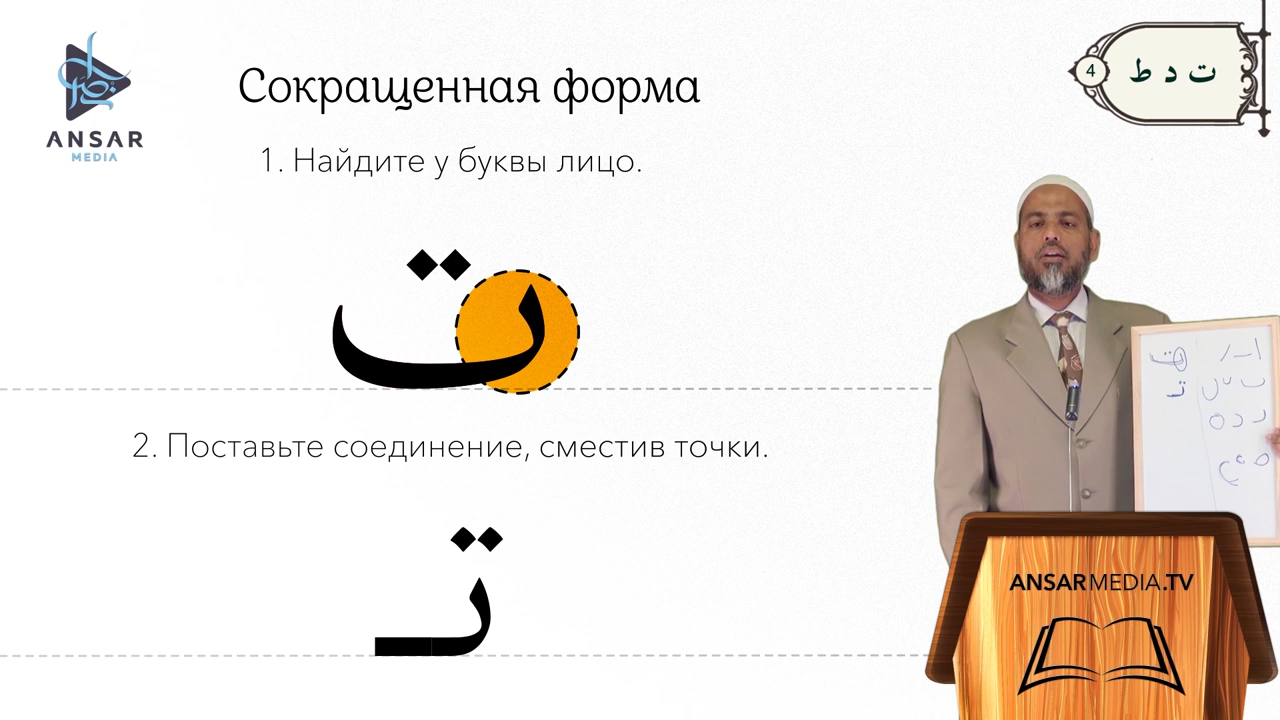 ANSAR
MEDIA
Сокращенная форма
4
ت د ط
1. Найдите у буквы лицо.
ت
2. Поставьте соединение, сместив точки.
تـ
ANSARMEDIA.TV